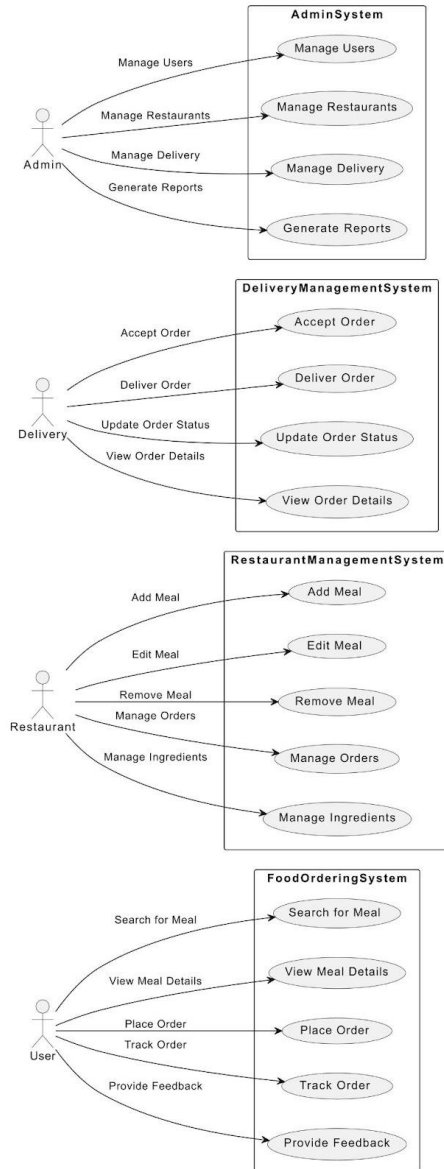 AdminSystem
Manage Users
Manage Users
Manage Restaurants
Manage Restaurants
Admin
Manage Delivery
Manage Delivery
Generate Reports
Generate Reports
DeliveryManagementSystem
Accept Order
Accept Order
Deliver Order
Deliver Order
Delivery
Update Order Status
Update Order Status
View Order Details
View Order Details
RestaurantManagementSystem
Add Meal
Add Meal
Edit Meal
Edit Meal
Remove Meal
Remove Meal
Restaurant
Manage Orders
Manage Orders
Manage Ingredients
Manage Ingredients
FoodOrderingSystem
Search for Meal
Search for Meal
View Meal Details
View Meal Details
Place Order
Place Order
User
Track Order
Track Order
Provide Feedback
Provide Feedback